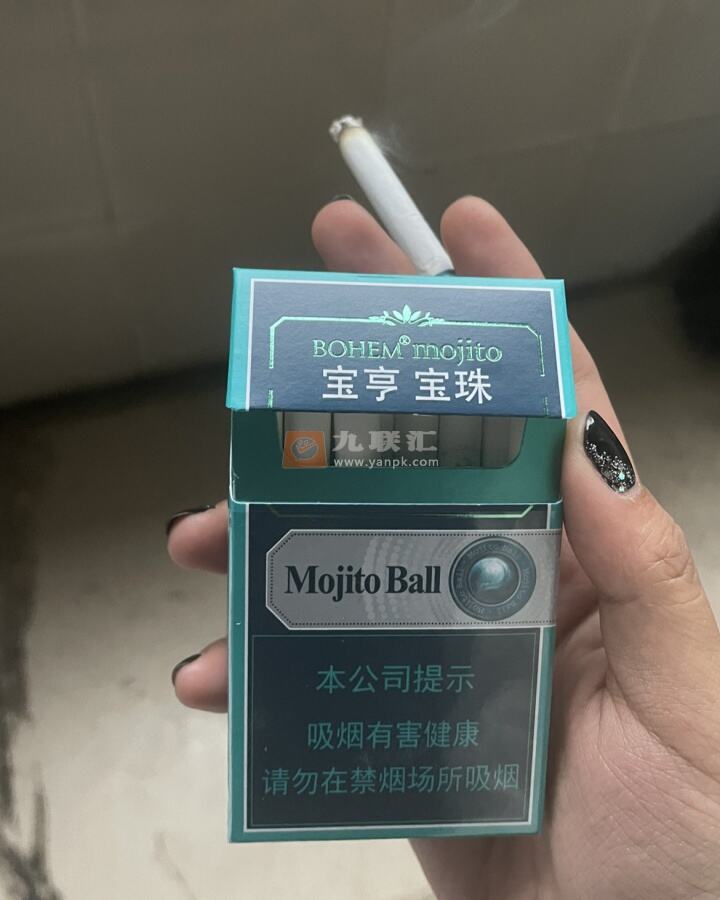 BOHEM® mojito
宝亨 宝珠
九联汇
www.yanpk.com
Mojito Ball
本公司提示
吸烟有害健康
请勿在禁烟场所吸烟